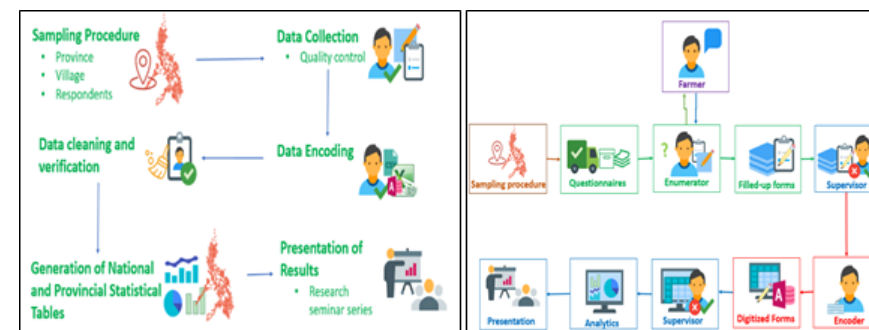 Sampling Procedure
• Province
• Village
• Respondents
Data Collection
• Quality control
Data cleaning and
verification
Data Encoding
Generation of National
and Provincial Statistical
Tables
Presentation of
Results
• Research
seminar series
Farmer
?
Sampling procedure
Questionnaires
Enumerator
Filled-up forms
Supervisor
Presentation
Analytics
Supervisor
Digitized Forms
Encoder